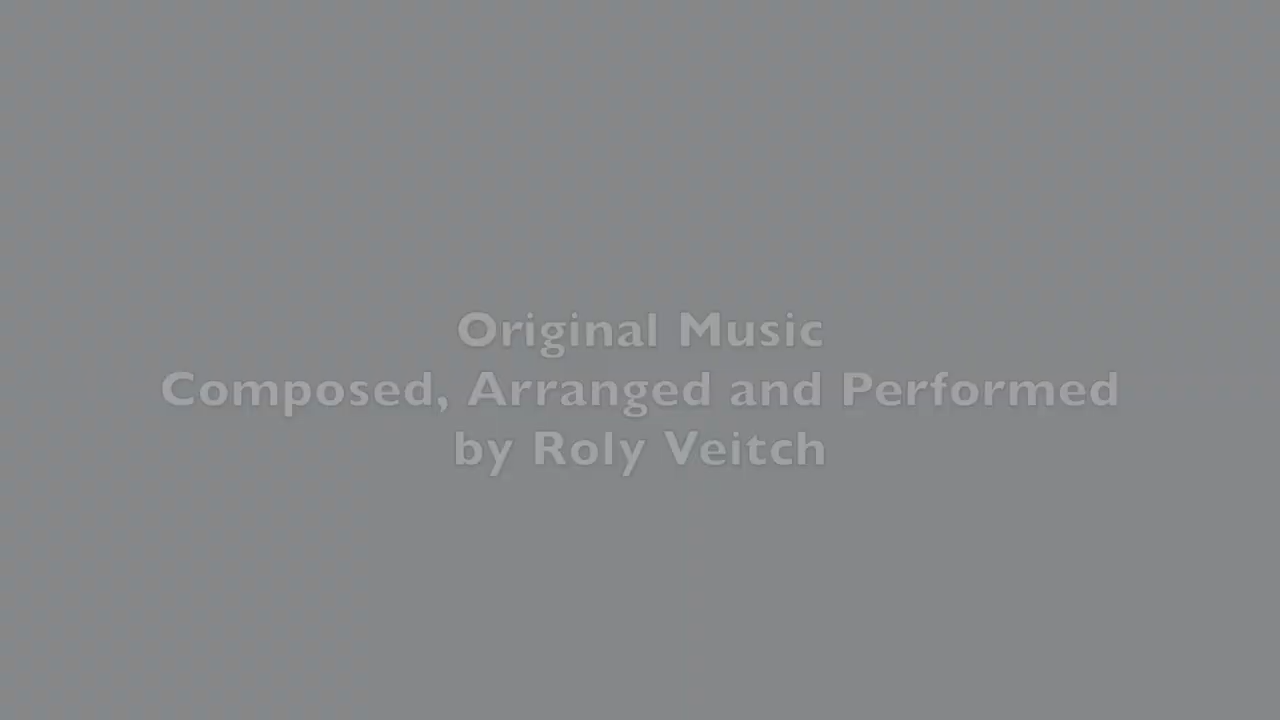 Original Music
Composed, Arranged and Performed
by Roly Veitch